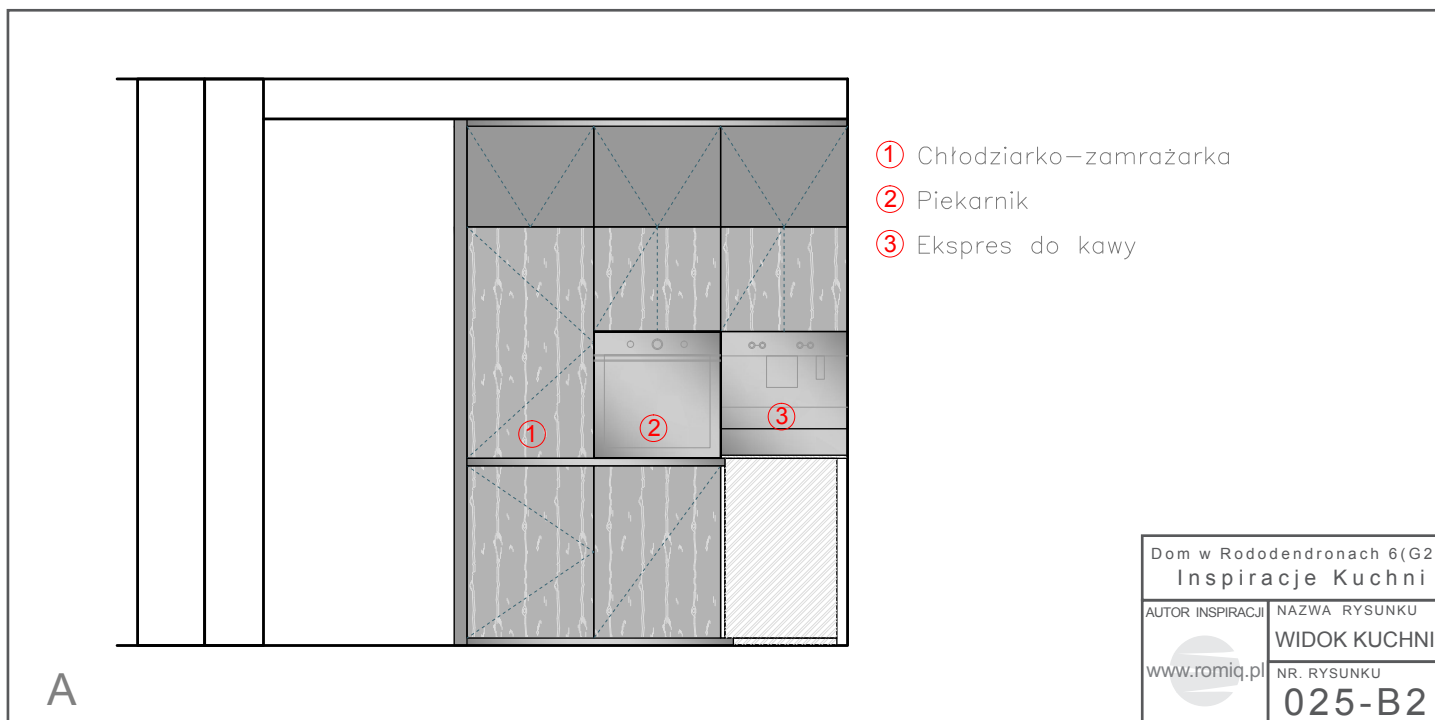 1 Chłodziarko-zamrażarka
2 Piekarnik
3 Ekspres do kawy
1
2
3
A
Dom w Rododendronach 6(G2
Inspiracje Kuchni
AUTOR INSPIRACJI
www.romiq.pl
NAZWA RYSUNKU
WIDOK KUCHNI
NR. RYSUNKU
025-B2